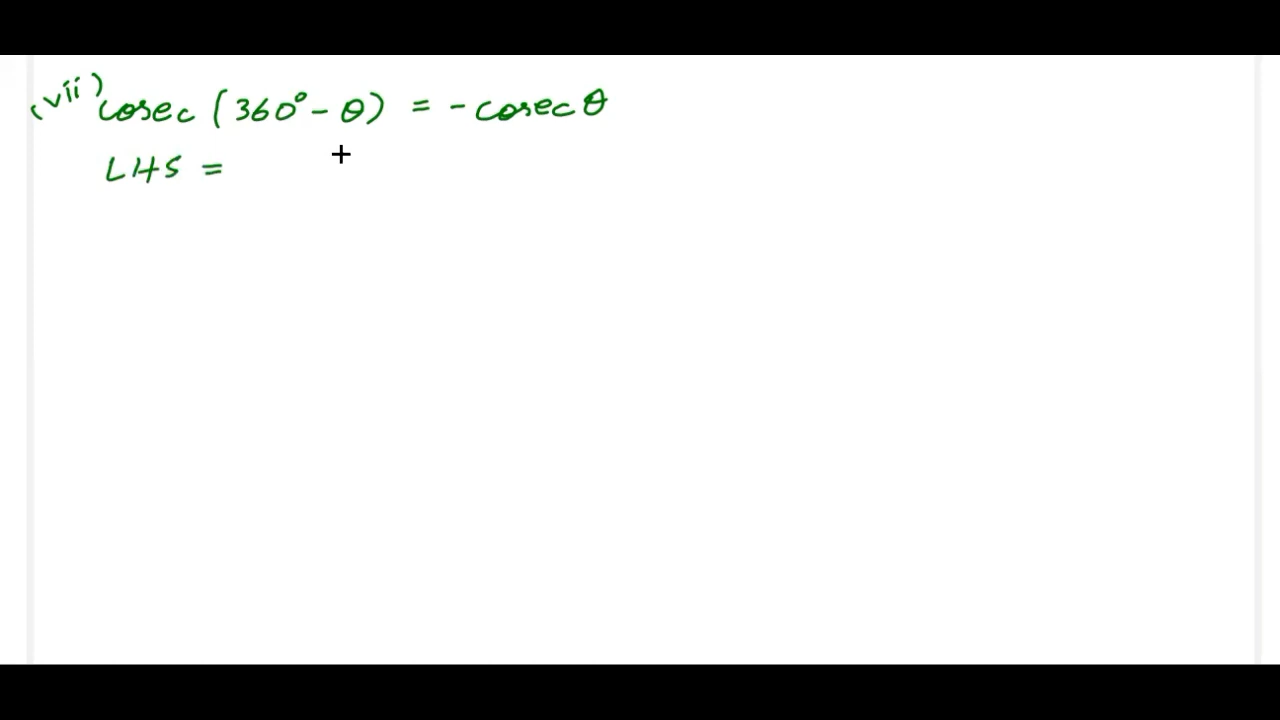 (vii) cosec (360° - θ) = - cosec θ
LHS =